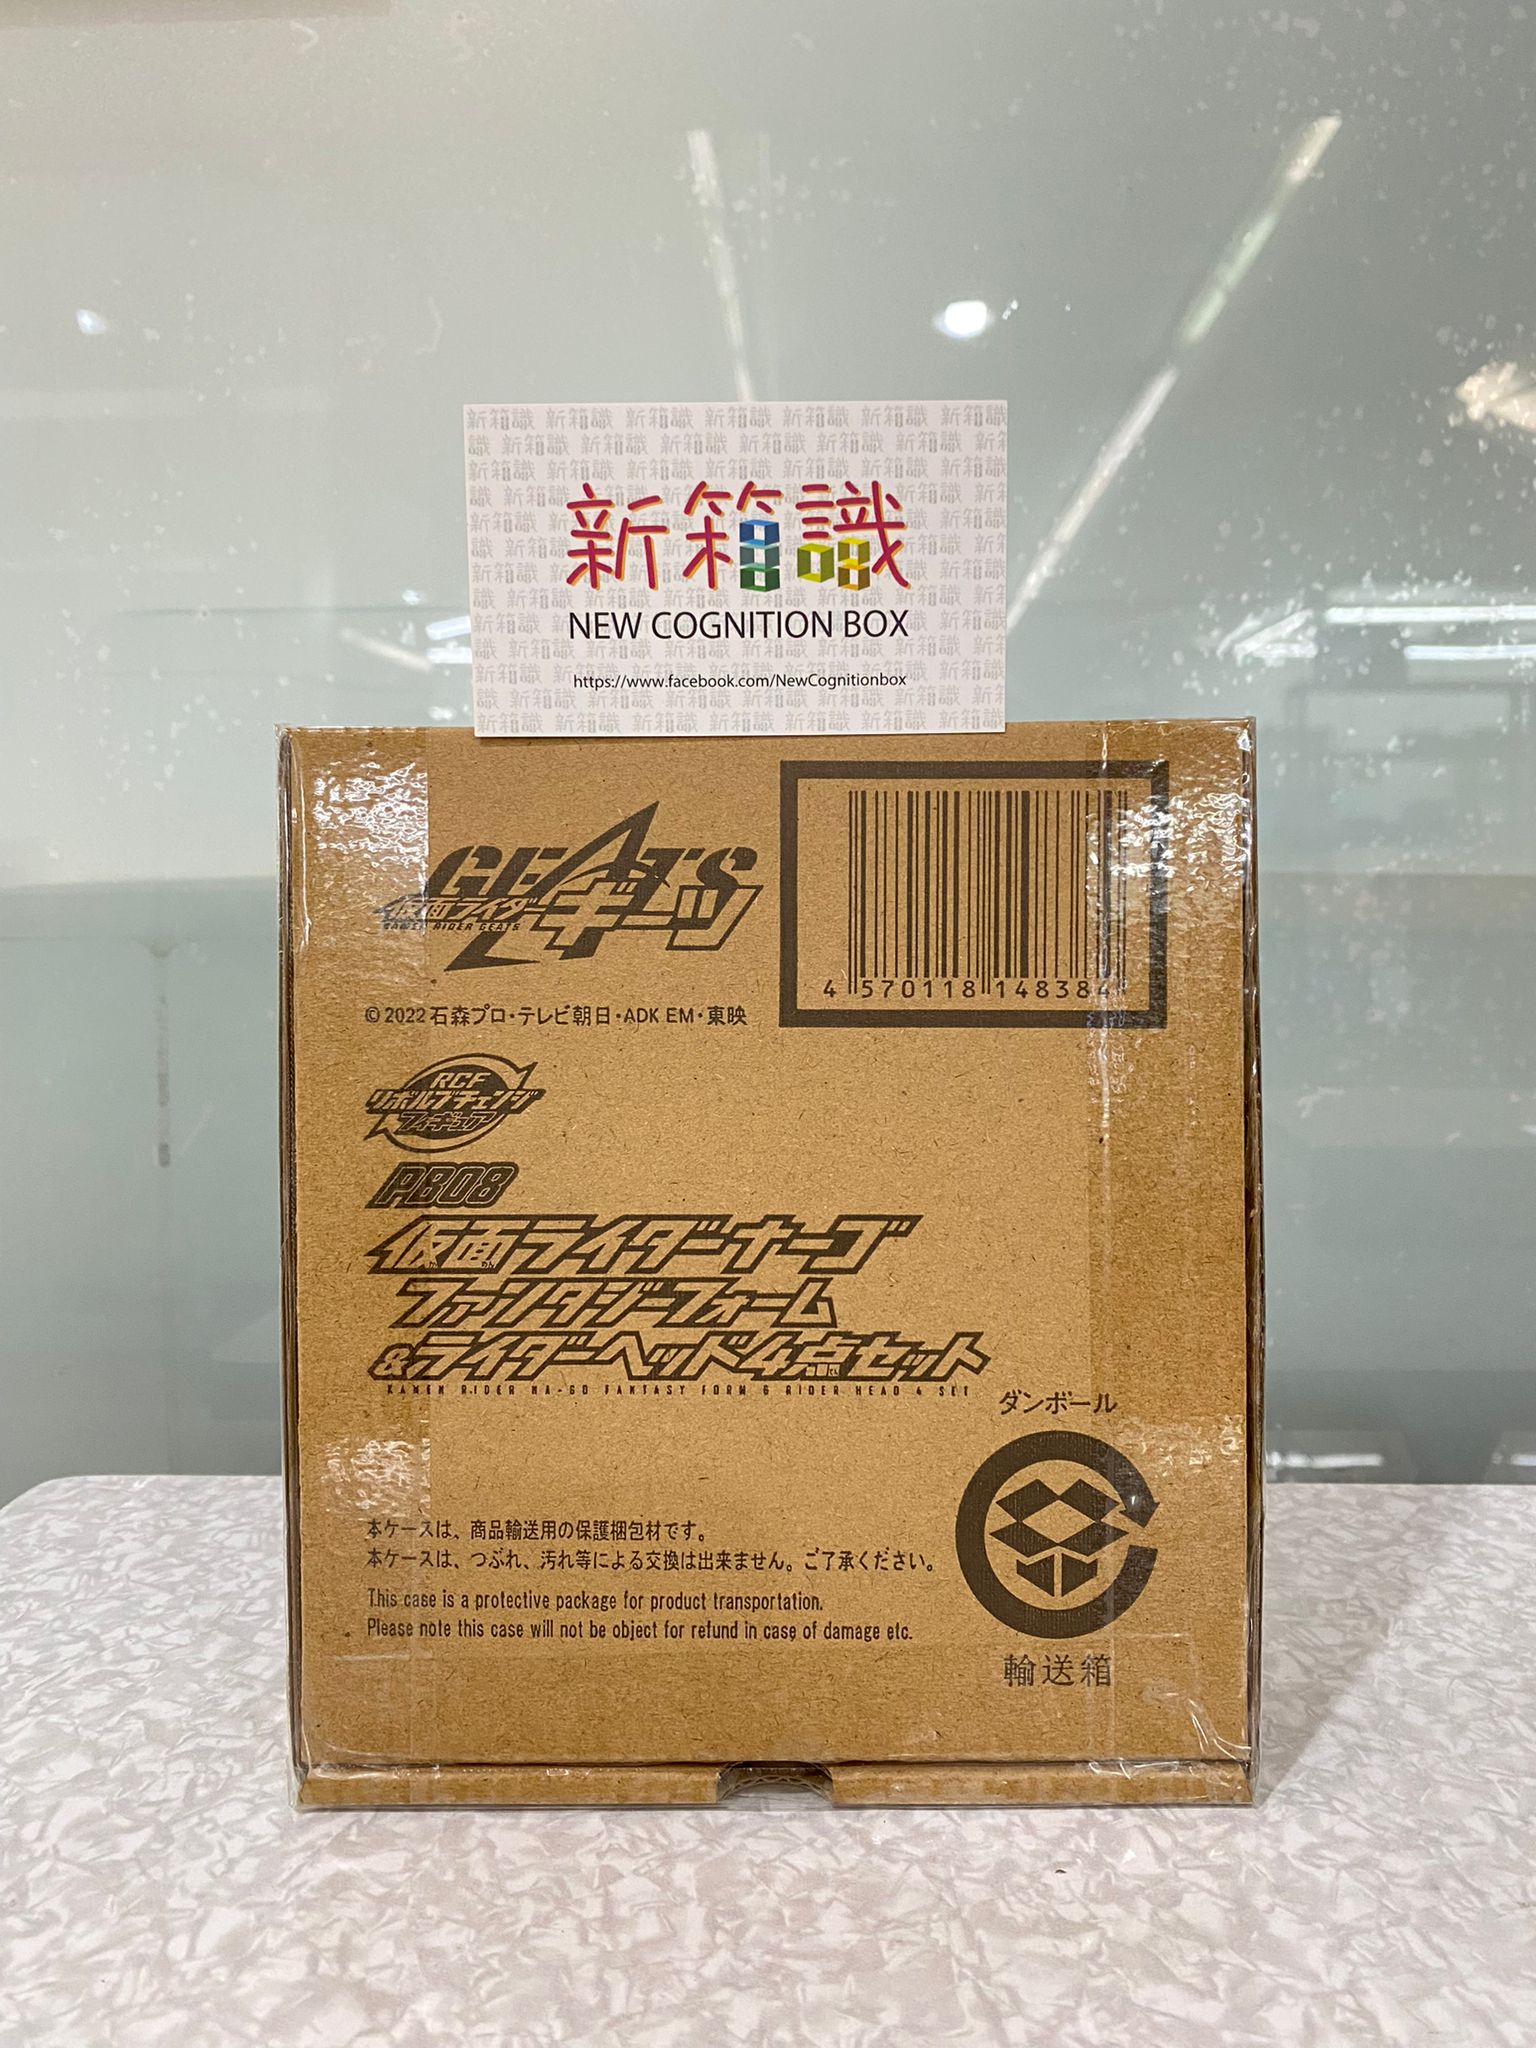 新箱識
NEW COGNITION BOX
https://www.facebook.com/NewCognitionbox
GEATS
仮面ライダーギーツ
KAMEN RIDER GEATS
4 570118 148384
© 2022 石森プロ・テレビ朝日・ADK EM・東映
RCF
リボルブチェンジ
フィギュア
PB08
仮面ライダーナーゴ
ファンタジーフォーム
&ライダーヘッド4点セット
KAMEN RIDER NA-GO FANTASY FORM & RIDER HEAD 4 SET
ダンボール
本ケースは、商品輸送用の保護梱包材です。
本ケースは、つぶれ、汚れ等による交換は出来ません。ご了承ください。
This case is a protective package for product transportation.
Please note this case will not be object for refund in case of damage etc.
輸送箱